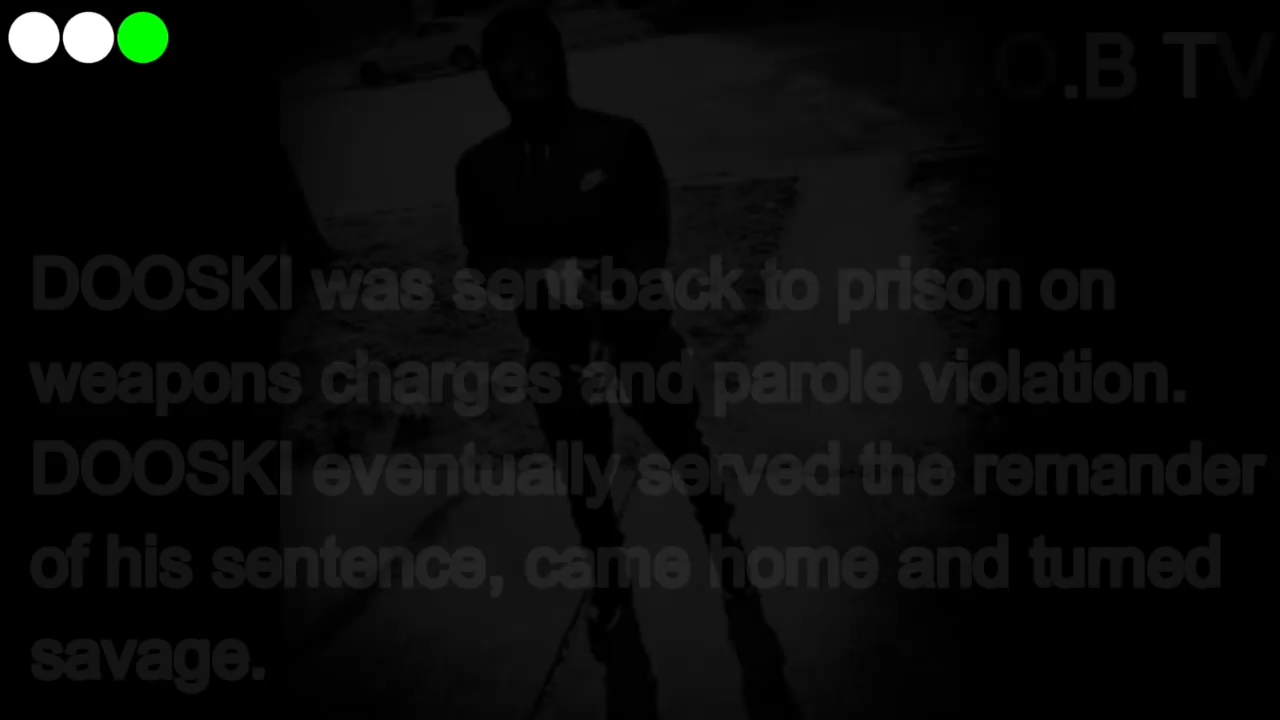 M.O.B TV
DOOSKI was sent back to prison on
weapons charges and parole violation.
DOOSKI eventually served the remander
of his sentence, came home and turned
savage.